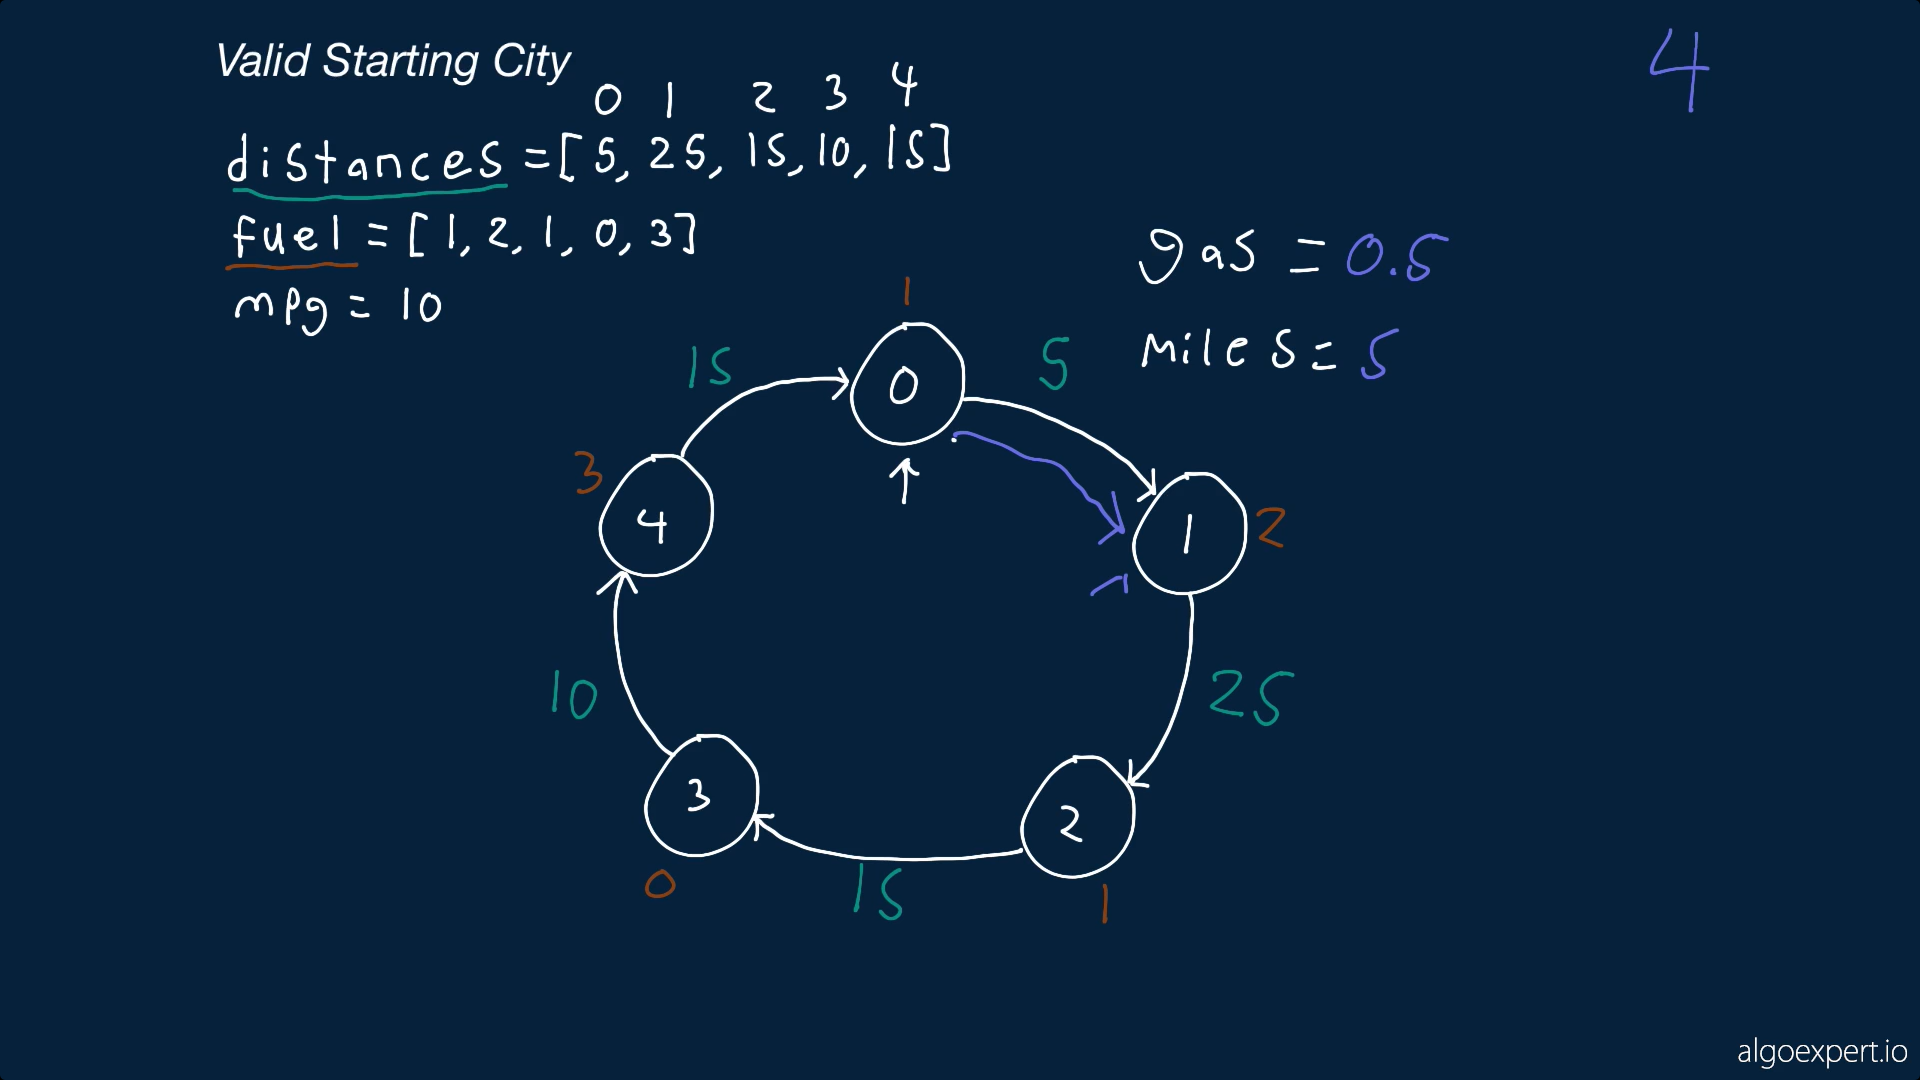 Valid Starting City
4
0 1 2 3 4
distances = [5, 25, 15, 10, 15]
fuel = [1, 2, 1, 0, 3]
mpg = 10
gas = 0.5
miles = 5
1
15
0
5
3
4
1
2
10
25
3
2
0
15
1
algoexpert.io